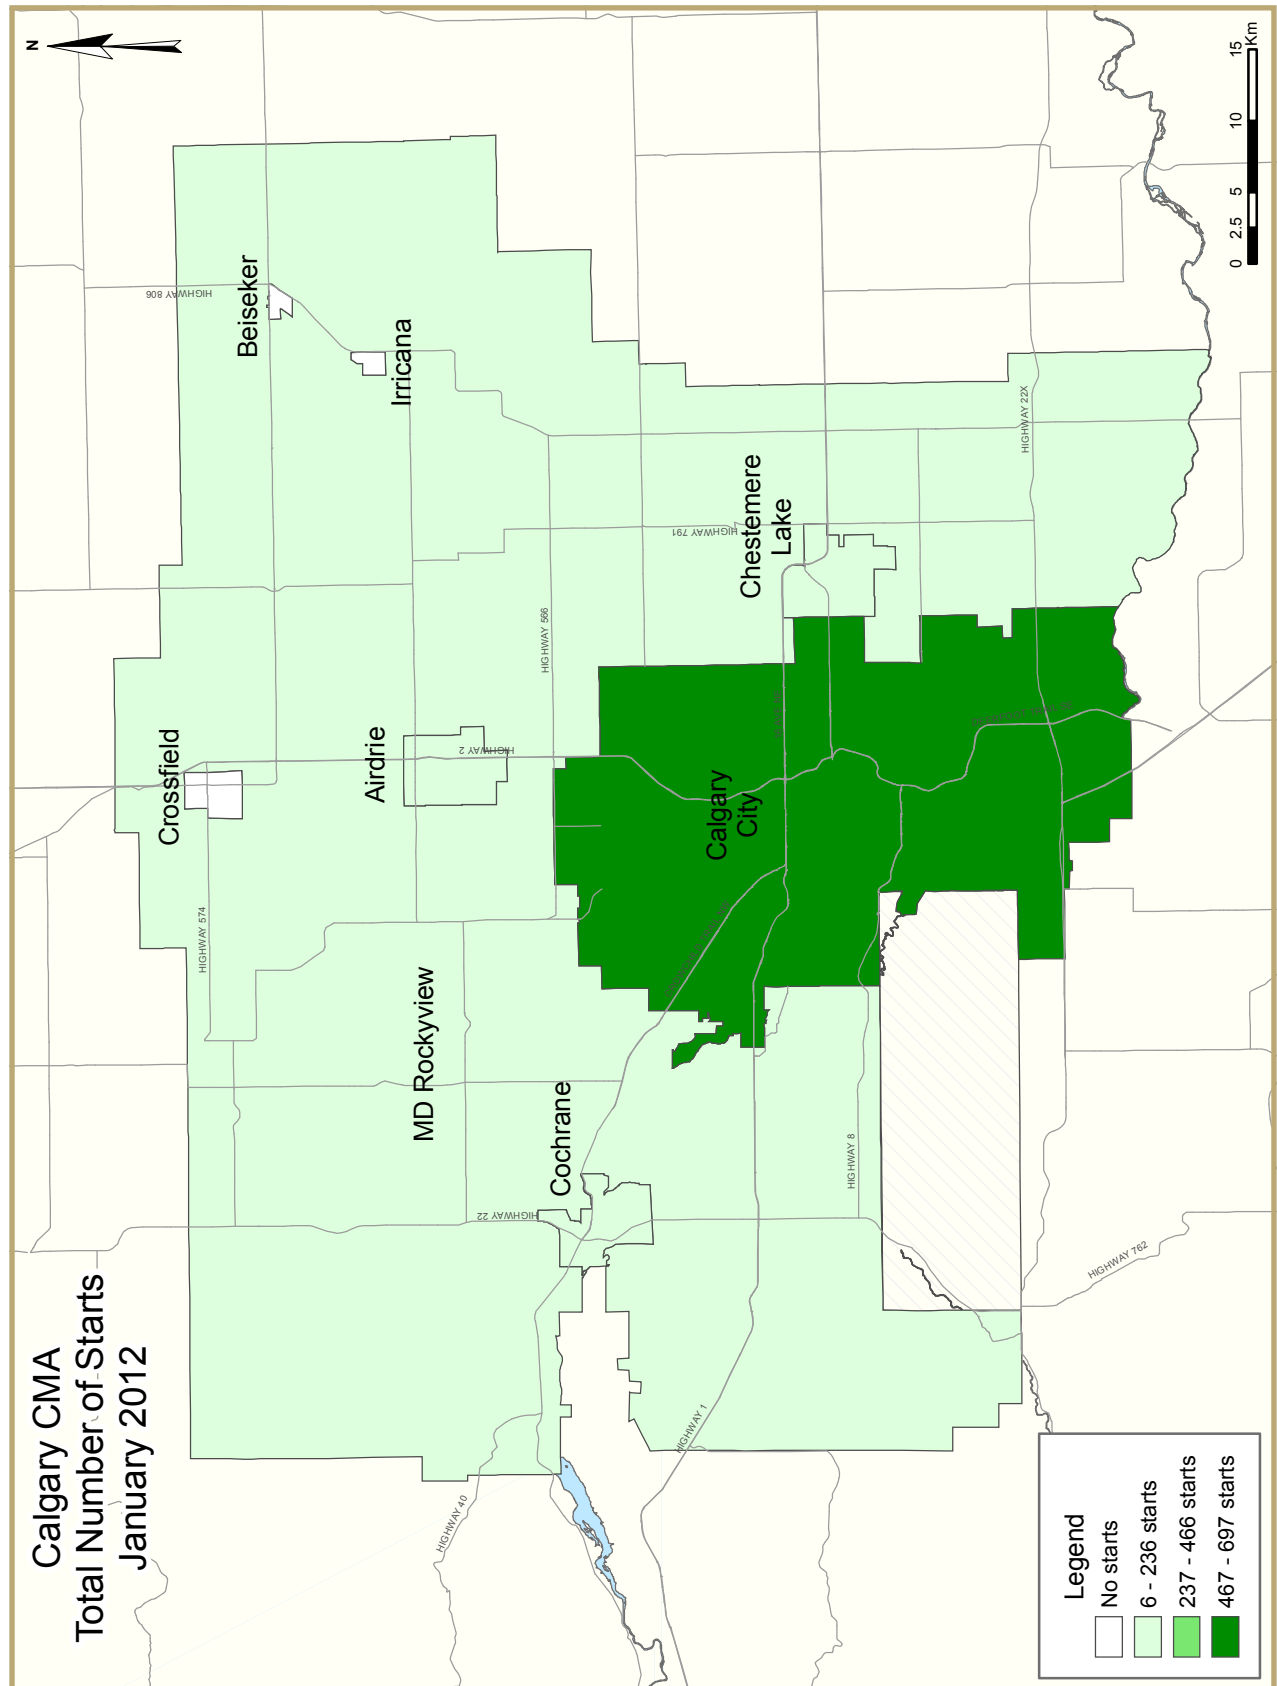 Calgary CMA
Total Number of Starts
January 2012
N
Crossfield
Beiseker
Irricana
Airdrie
MD Rockyview
Cochrane
Calgary
City
Chestemere
Lake
HIGHWAY 806
HIGHWAY 574
HIGHWAY 2
HIGHWAY 566
HIGHWAY 791
HIGHWAY 22
HIGHWAY 40
HIGHWAY 1
HIGHWAY 8
HIGHWAY 22X
HIGHWAY 762
Legend
No starts
6 - 236 starts
237 - 466 starts
467 - 697 starts
0 2.5 5 10 15
Km